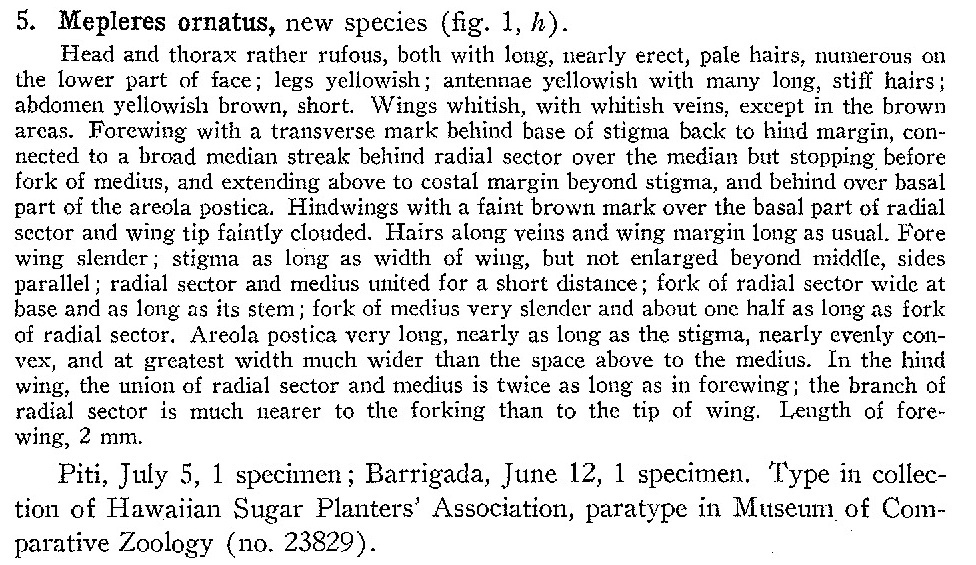 5. Mepleres ornatus, new species (fig. 1, h).
Head and thorax rather rufous, both with long, nearly erect, pale hairs, numerous on
the lower part of face; legs yellowish; antennae yellowish with many long, stiff hairs;
abdomen yellowish brown, short. Wings whitish, with whitish veins, except in the brown
areas. Forewing with a transverse mark behind base of stigma back to hind margin, con-
nected to a broad median streak behind radial sector over the median but stopping before
fork of medius, and extending above to costal margin beyond stigma, and behind over basal
part of the areola postica. Hindwings with a faint brown mark over the basal part of radial
sector and wing tip faintly clouded. Hairs along veins and wing margin long as usual. Fore
wing slender; stigma as long as width of wing, but not enlarged beyond middle, sides
parallel; radial sector and medius united for a short distance; fork of radial sector wide at
base and as long as its stem; fork of medius very slender and about one half as long as fork
of radial sector. Areola postica very long, nearly as long as the stigma, nearly evenly con-
vex, and at greatest width much wider than the space above to the medius. In the hind
wing, the union of radial sector and medius is twice as long as in forewing; the branch of
radial sector is much nearer to the forking than to the tip of wing. Length of fore-
wing, 2 mm.
Piti, July 5, 1 specimen; Barrigada, June 12, 1 specimen. Type in collec-
tion of Hawaiian Sugar Planters' Association, paratype in Museum of Com-
parative Zoology (no. 23829).